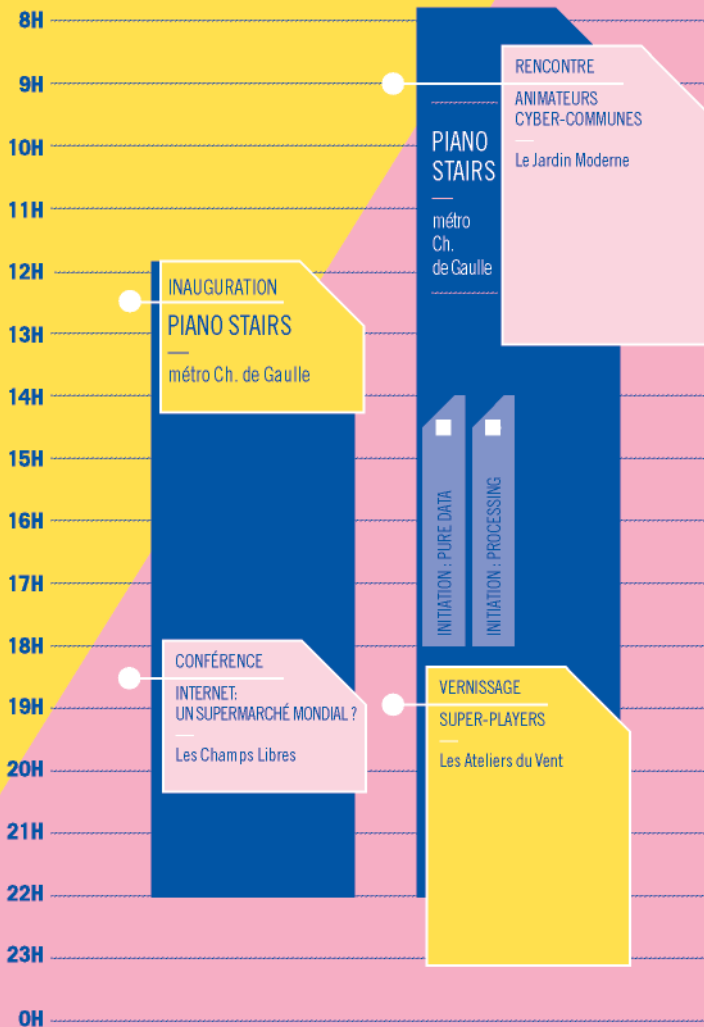 8H
9H
10H
11H
12H
13H
14H
15H
16H
17H
18H
19H
20H
21H
22H
23H
0H
INAUGURATION
PIANO STAIRS
métro Ch. de Gaulle
CONFÉRENCE
INTERNET:
UN SUPERMARCHÉ MONDIAL ?
Les Champs Libres
PIANO
STAIRS
métro
Ch.
de Gaulle
RENCONTRE
ANIMATEURS
CYBER-COMMUNES
Le Jardin Moderne
INITIATION : PURE DATA
INITIATION : PROCESSING
VERNISSAGE
SUPER-PLAYERS
Les Ateliers du Vent